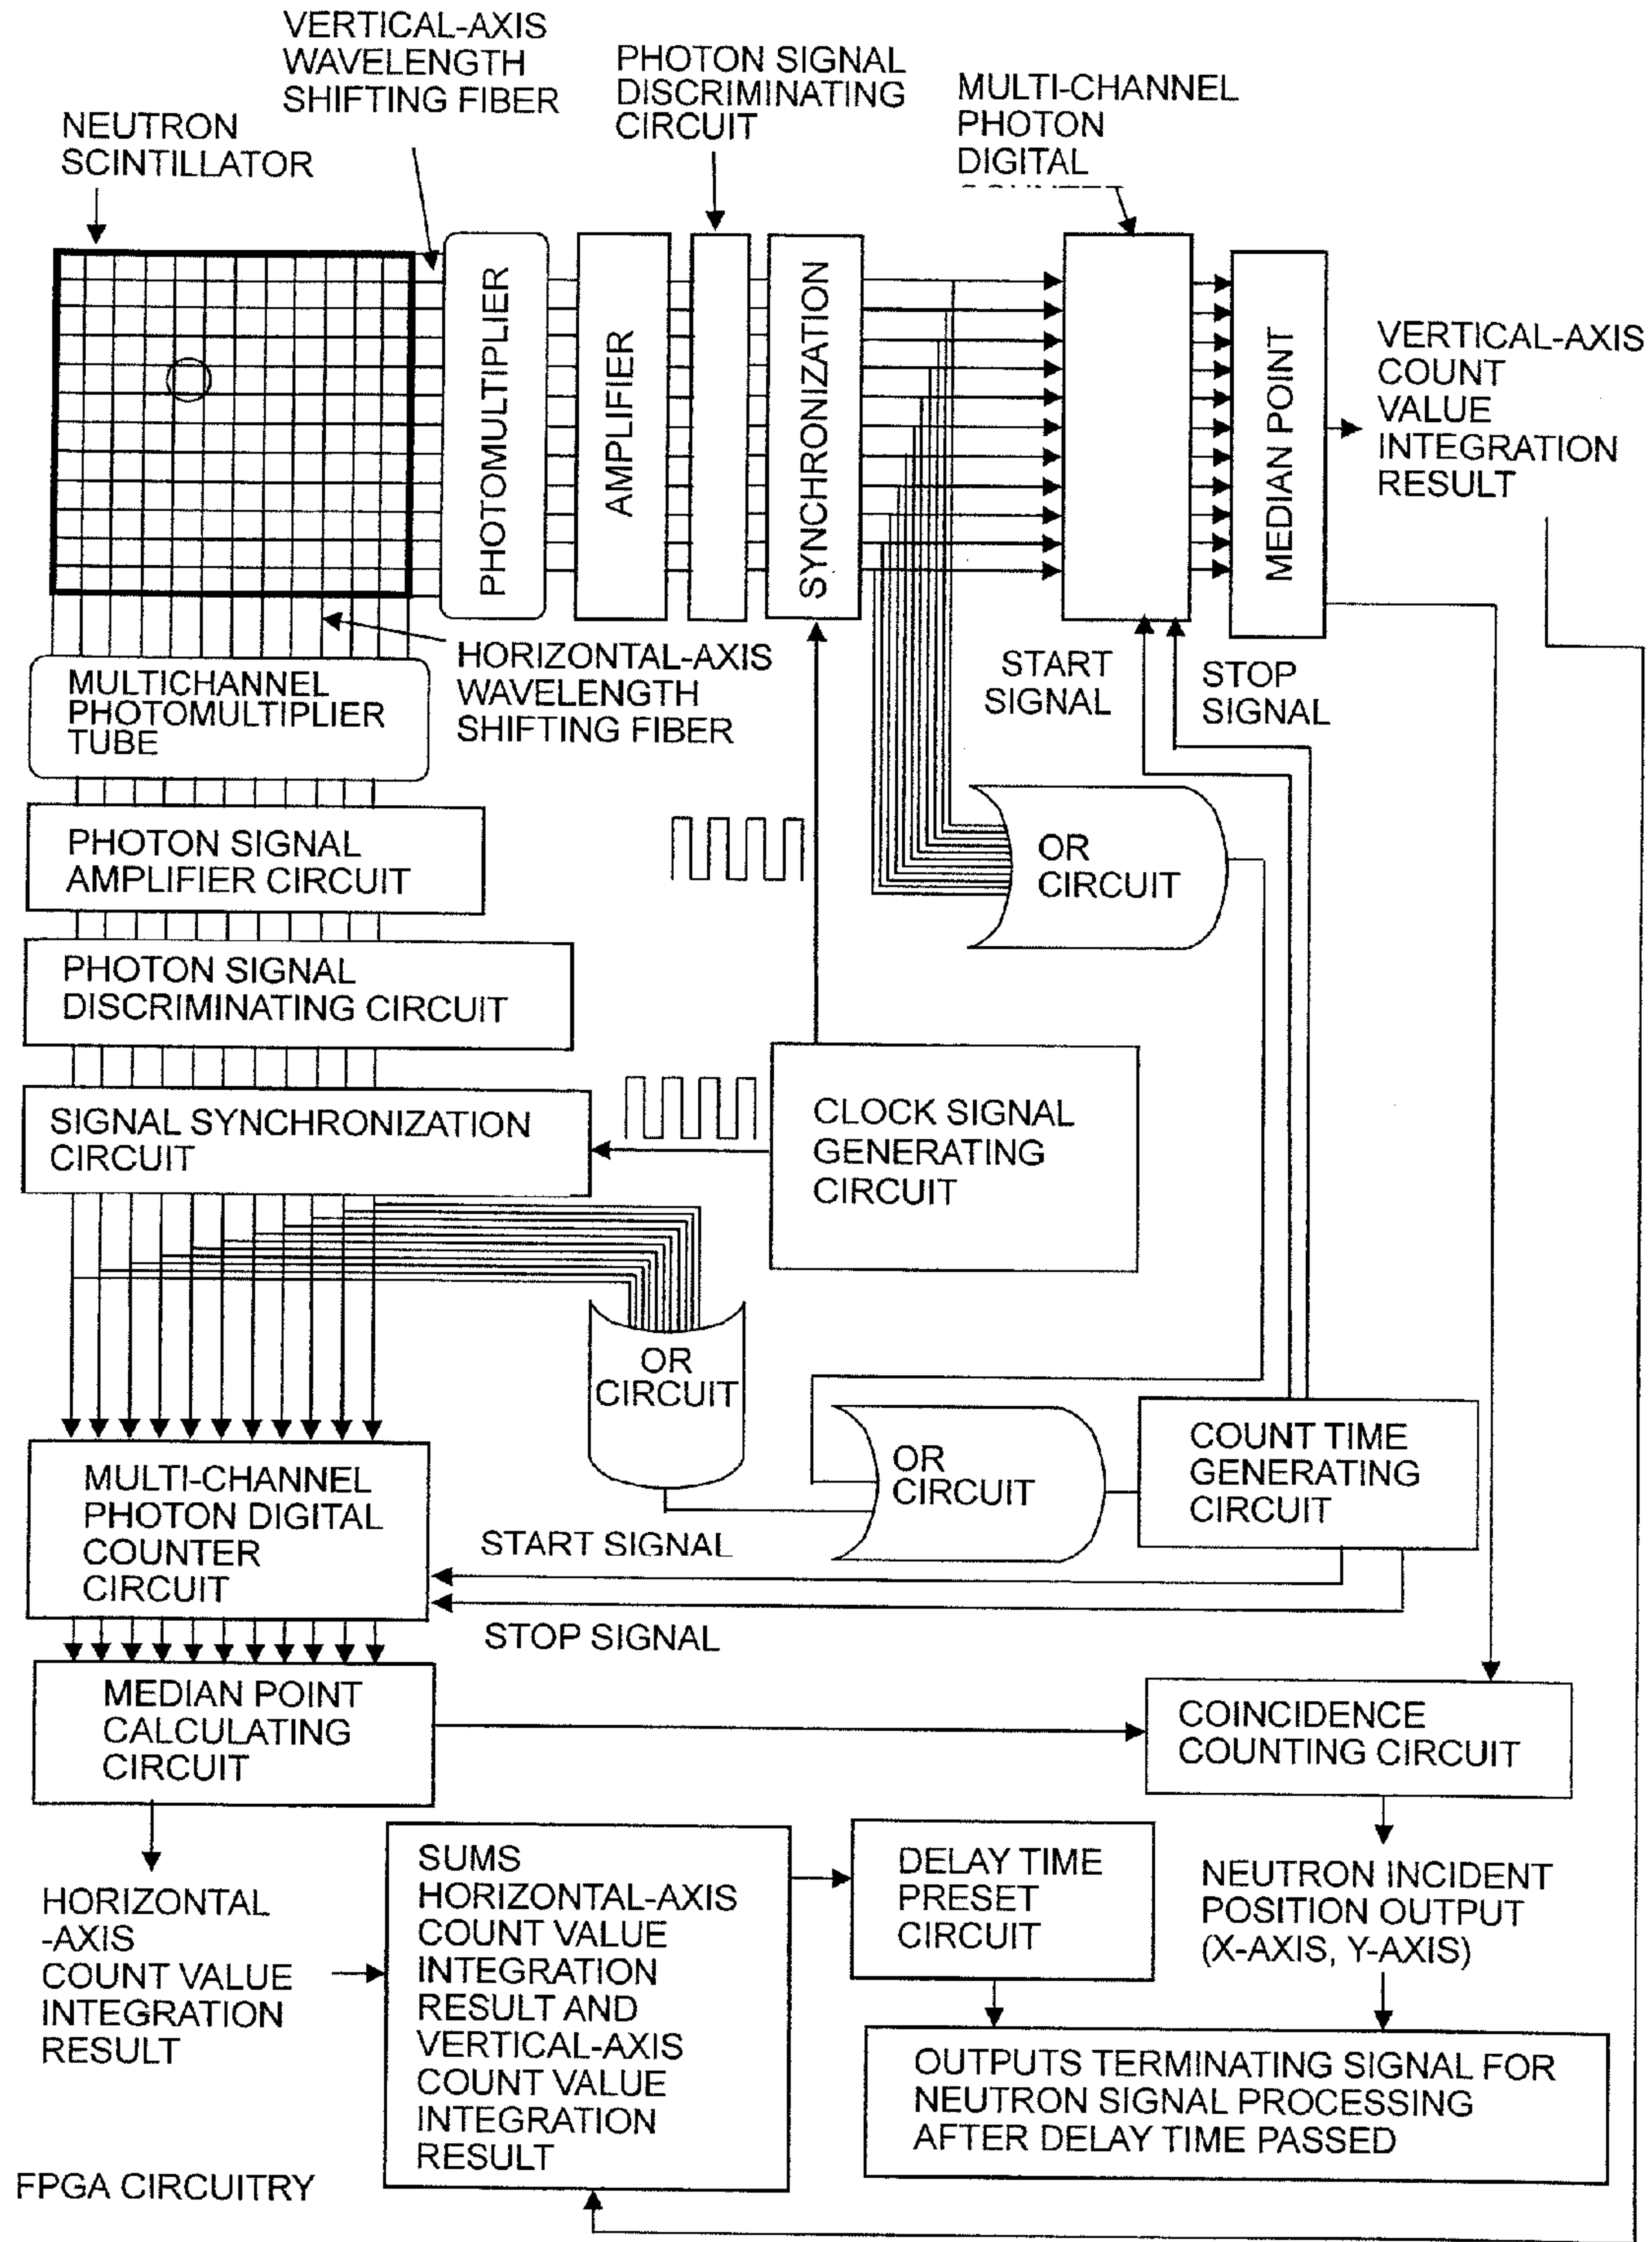 VERTICAL-AXIS
WAVELENGTH
SHIFTING FIBER
PHOTON SIGNAL
DISCRIMINATING
CIRCUIT
MULTI-CHANNEL
PHOTON
DIGITAL
NEUTRON
SCINTILLATOR
PHOTOMULTIPLIER
AMPLIFIER
SYNCHRONIZATION
MEDIAN POINT
VERTICAL-AXIS
COUNT
VALUE
INTEGRATION
RESULT
HORIZONTAL-AXIS
WAVELENGTH
SHIFTING FIBER
START
SIGNAL
STOP
SIGNAL
MULTICHANNEL
PHOTOMULTIPLIER
TUBE
PHOTON SIGNAL
AMPLIFIER CIRCUIT
OR
CIRCUIT
PHOTON SIGNAL
DISCRIMINATING CIRCUIT
SIGNAL SYNCHRONIZATION
CIRCUIT
CLOCK SIGNAL
GENERATING
CIRCUIT
OR
CIRCUIT
OR
CIRCUIT
COUNT TIME
GENERATING
CIRCUIT
MULTI-CHANNEL
PHOTON DIGITAL
COUNTER
CIRCUIT
START SIGNAL
STOP SIGNAL
MEDIAN POINT
CALCULATING
CIRCUIT
COINCIDENCE
COUNTING CIRCUIT
HORIZONTAL
-AXIS
COUNT VALUE
INTEGRATION
RESULT
SUMS
HORIZONTAL-AXIS
COUNT VALUE
INTEGRATION
RESULT AND
VERTICAL-AXIS
COUNT VALUE
INTEGRATION
RESULT
DELAY TIME
PRESET
CIRCUIT
NEUTRON INCIDENT
POSITION OUTPUT
(X-AXIS, Y-AXIS)
OUTPUTS TERMINATING SIGNAL FOR
NEUTRON SIGNAL PROCESSING
AFTER DELAY TIME PASSED
FPGA CIRCUITRY